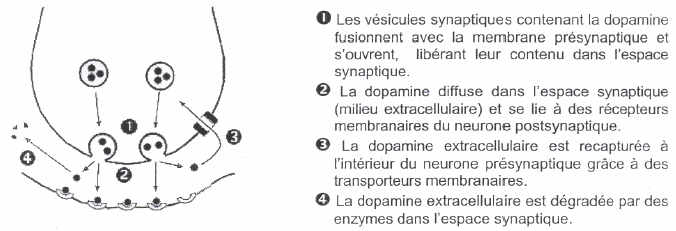 ❶ Les vésicules synaptiques contenant la dopamine
fusionnent avec la membrane présynaptique et
s'ouvrent, libérant leur contenu dans l'espace
synaptique.
❷ La dopamine diffuse dans l'espace synaptique
(milieu extracellulaire) et se lie à des récepteurs
membranaires du neurone postsynaptique.
❸ La dopamine extracellulaire est recapturée à
l'intérieur du neurone présynaptique grâce à des
transporteurs membranaires.
❹ La dopamine extracellulaire est dégradée par des
enzymes dans l'espace synaptique.
❶
❸
❹
❷